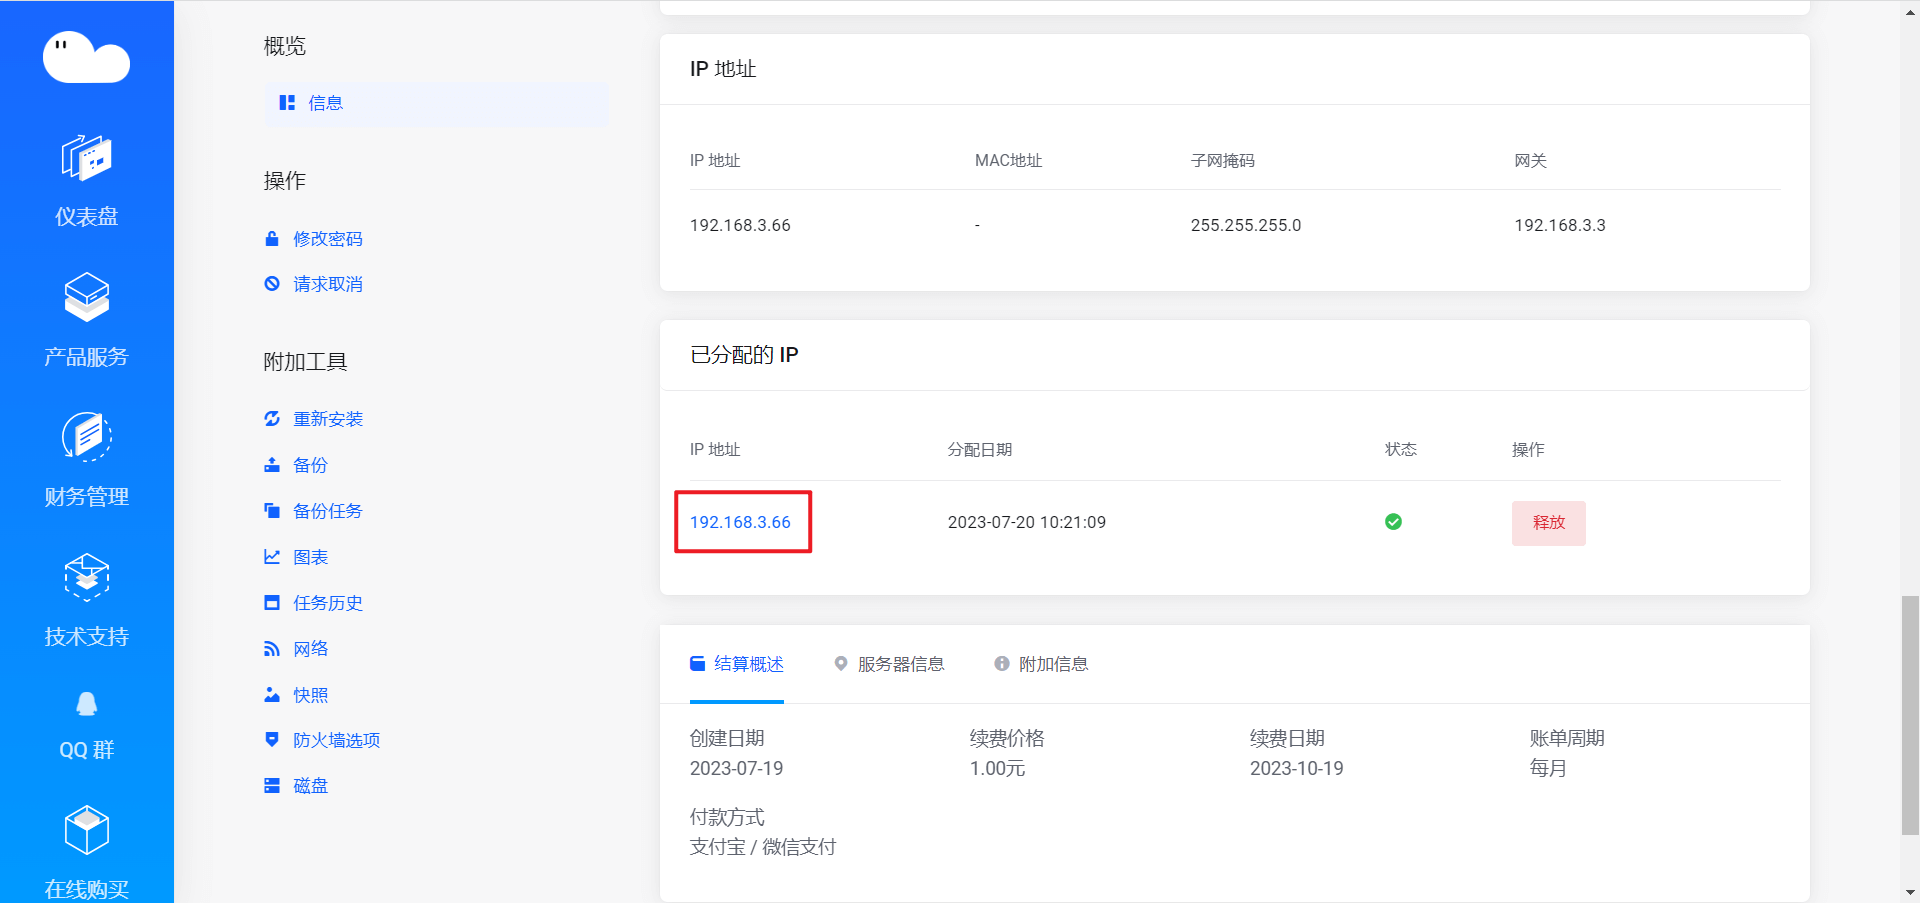 仪表盘
产品服务
财务管理
技术支持
QQ 群
在线购买
概览
信息
操作
修改密码
请求取消
附加工具
重新安装
备份
备份任务
图表
任务历史
网络
快照
防火墙选项
磁盘
IP 地址
IP 地址 MAC地址 子网掩码 网关
192.168.3.66 - 255.255.255.0 192.168.3.3
已分配的 IP
IP 地址 分配日期 状态 操作
192.168.3.66 2023-07-20 10:21:09 释放
结算概述 服务器信息 附加信息
创建日期 续费价格 续费日期 账单周期
2023-07-19 1.00元 2023-10-19 每月
付款方式
支付宝 / 微信支付